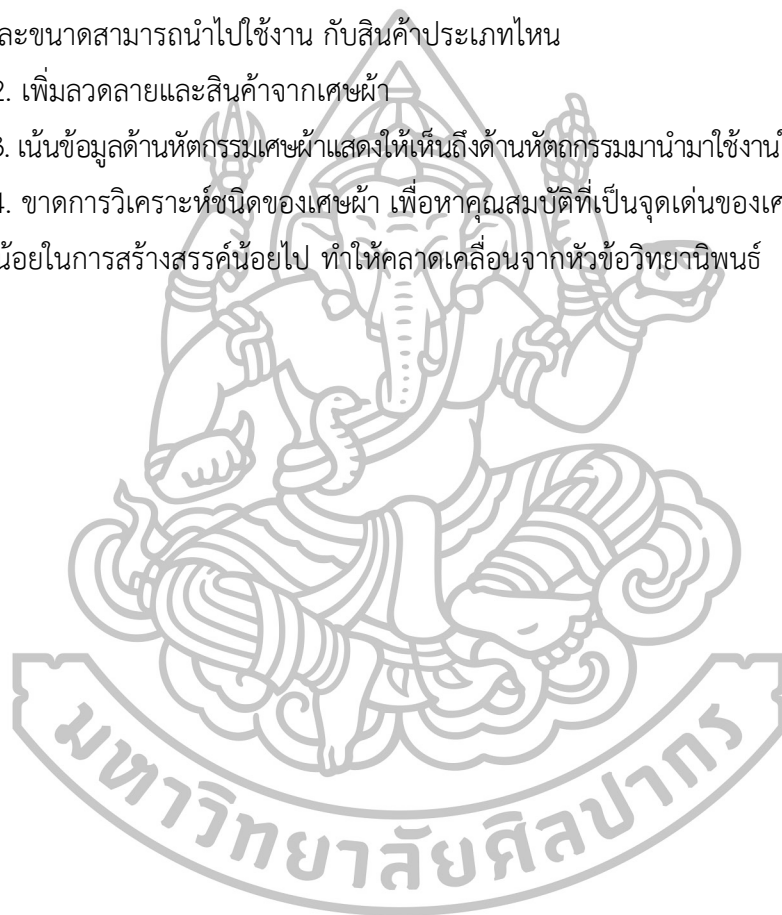 ละขนาดสามารถนำไปใช้งาน กับสินค้าประเภทไหน
2. เพิ่มลวดลายและสินค้าจากเศษผ้า
3. เน้นข้อมูลด้านหัตกรรมเศษผ้าแสดงให้เห็นถึงด้านหัตถกรรมมานำมาใช้งาน
4. ขาดการวิเคราะห์ชนิดของเศษผ้า เพื่อหาคุณสมบัติที่เป็นจุดเด่นของเศ
น้อยในการสร้างสรรค์น้อยไป ทำให้คลาดเคลื่อนจากหัวข้อวิทยานิพนธ์
มหาวิทยาลัยศิลปากร